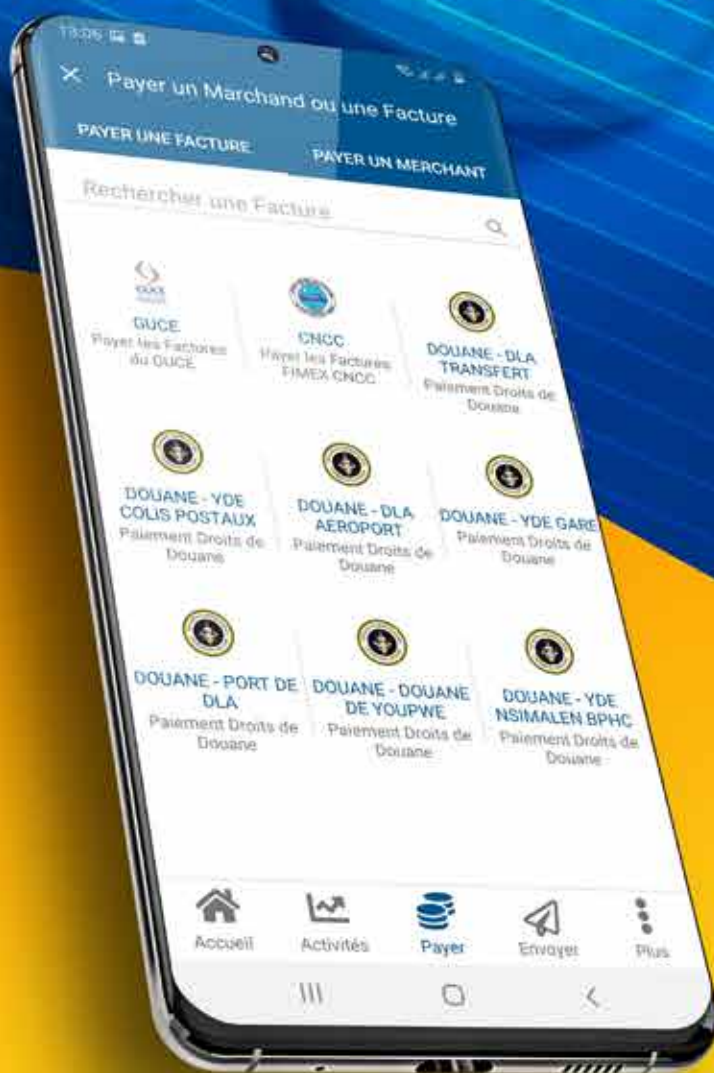 13:06
Payer un Marchand ou une Facture
PAYER UNE FACTURE
PAYER UN MERCHANT
Rechercher une Facture
GUCE
GUCE
Payer les Factures
du GUCE
CNCC
Payer les Factures
FIMEX CNCC
DOUANE - DLA
TRANSFERT
Paiement Droits de
Douane
DOUANE - YDE
COLIS POSTAUX
Paiement Droits de
Douane
DOUANE - DLA
AEROPORT
Paiement Droits de
Douane
DOUANE - YDE GARE
Paiement Droits de
Douane
DOUANE - PORT DE
DLA
Paiement Droits de
Douane
DOUANE - DOUANE
DE YOUPWE
Paiement Droits de
Douane
DOUANE - YDE
NSIMALEN BPHC
Paiement Droits de
Douane
Accueil
Activités
Payer
Envoyer
Plus